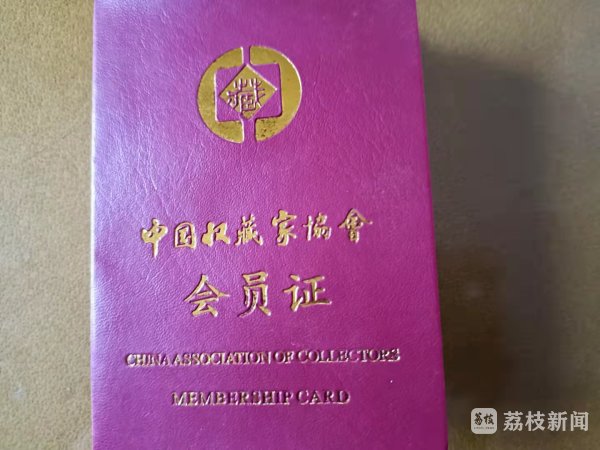 藏
中国收藏家協會
会员证
CHINA ASSOCIATION OF COLLECTORS
MEMBERSHIP CARD
荔枝 荔枝新闻